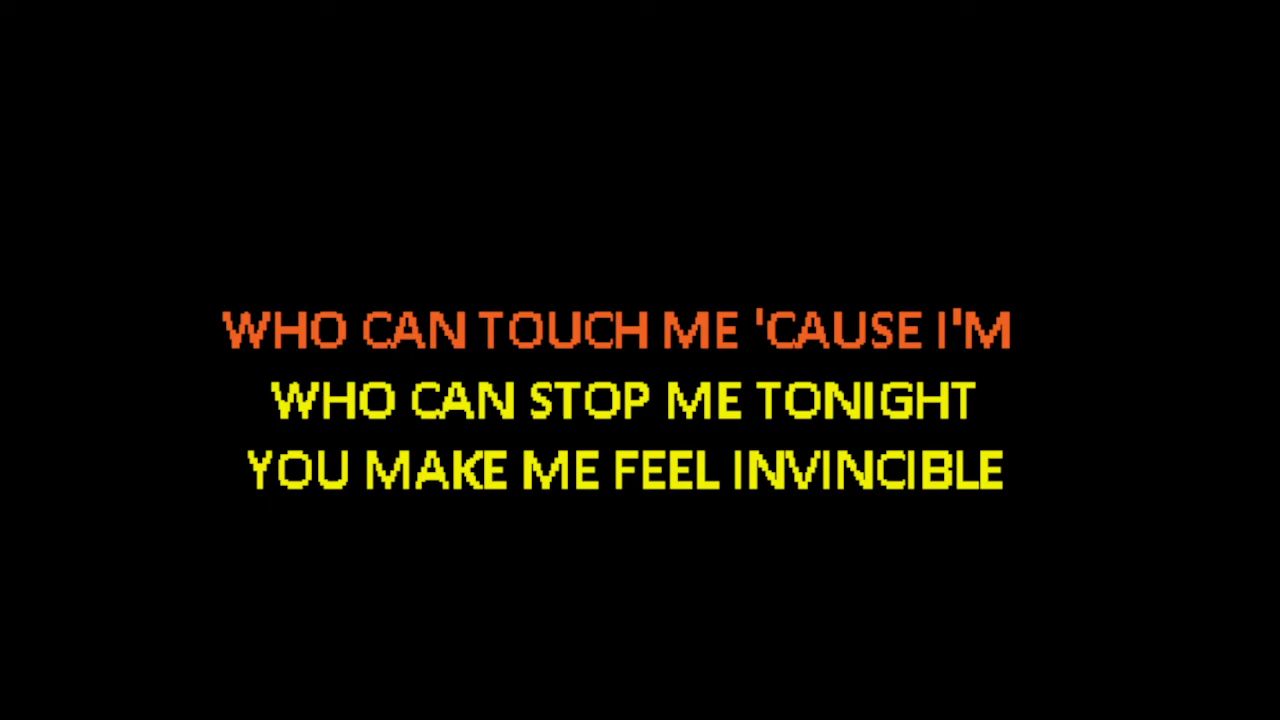 WHO CAN TOUCH ME 'CAUSE I'M
WHO CAN STOP ME TONIGHT
YOU MAKE ME FEEL INVINCIBLE